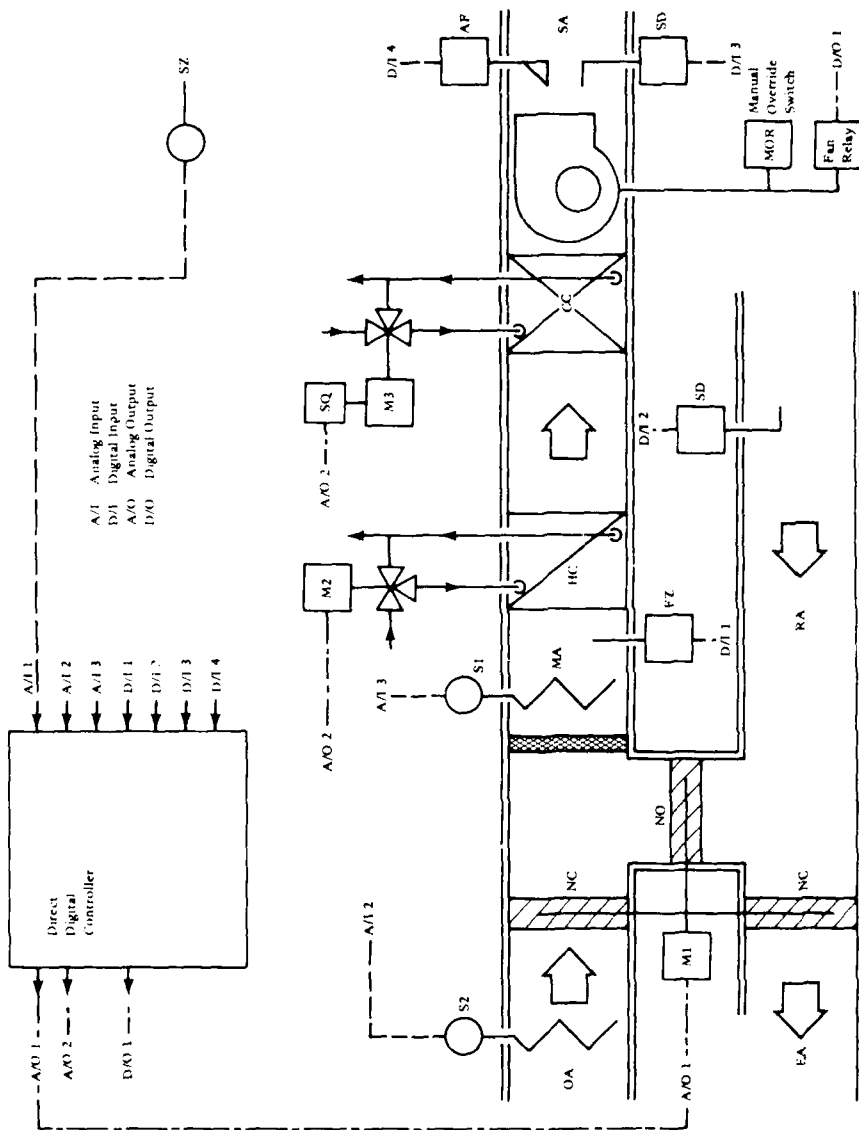 Direct
Digital
Controller
A/O 1
A/O 2
D/O 1
A/I 1
A/I 2
A/I 3
D/I 1
D/I 2
D/I 3
D/I 4
A/I Analog Input
D/I Digital Input
A/O Analog Output
D/O Digital Output
SZ
A/O 2
SQ
M3
A/O 2
M2
A/I 3
S1
A/I 2
S2
D/I 4
AF
OA
NC
MA
HC
CC
SA
NO
FZ
D/I 1
D/I 2
SD
SD
D/I 3
M1
A/O 1
NC
EA
RA
Manual
Override
Switch
MOR
Fan
Relay
D/O 1